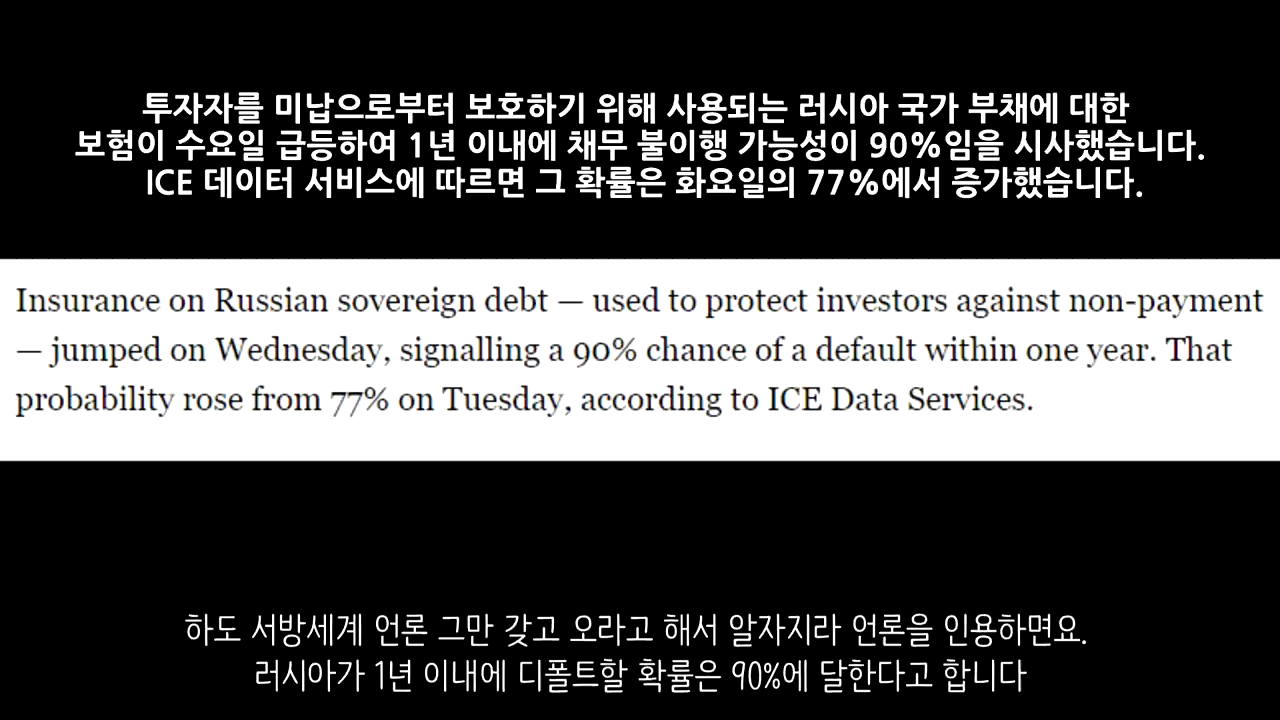 투자자를 미납으로부터 보호하기 위해 사용되는 러시아 국가 부채에 대한
보험이 수요일 급등하여 1년 이내에 채무 불이행 가능성이 90%임을 시사했습니다.
ICE 데이터 서비스에 따르면 그 확률은 화요일의 77%에서 증가했습니다.
Insurance on Russian sovereign debt — used to protect investors against non-payment
— jumped on Wednesday, signalling a 90% chance of a default within one year. That
probability rose from 77% on Tuesday, according to ICE Data Services.
하도 서방세계 언론 그만 갖고 오라고 해서 알자지라 언론을 인용하면요.
러시아가 1년 이내에 디폴트할 확률은 90%에 달한다고 합니다